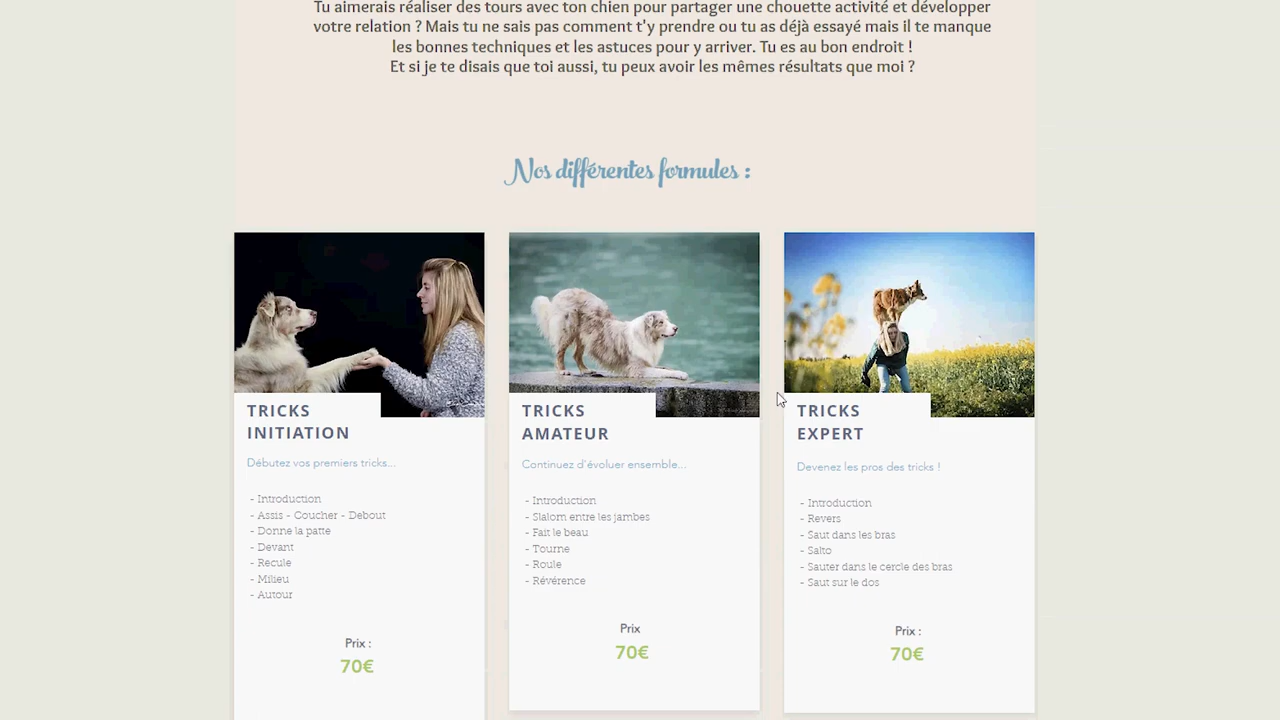 Tu aimerais réaliser des tours avec ton chien pour partager une chouette activité et développer
votre relation ? Mais tu ne sais pas comment t'y prendre ou tu as déjà essayé mais il te manque
les bonnes techniques et les astuces pour y arriver. Tu es au bon endroit !
Et si je te disais que toi aussi, tu peux avoir les mêmes résultats que moi ?
Nos différentes formules :
TRICKS
INITIATION
Débutez vos premiers tricks...
- Introduction
- Assis - Coucher - Debout
- Donne la patte
- Devant
- Recule
- Milieu
- Autour
Prix :
70€
TRICKS
AMATEUR
Continuez d'évoluer ensemble...
- Introduction
- Slalom entre les jambes
- Fait le beau
- Tourne
- Roule
- Révérence
Prix
70€
TRICKS
EXPERT
Devenez les pros des tricks !
- Introduction
- Revers
- Saut dans les bras
- Salto
- Sauter dans le cercle des bras
- Saut sur le dos
Prix :
70€